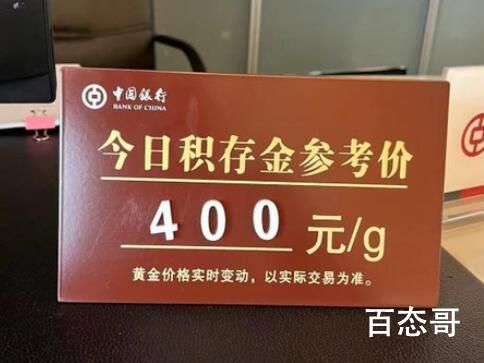 中国银行
BANK OF CHINA
今日积存金参考价
400 元/g
黄金价格实时变动，以实际交易为准。
百态哥